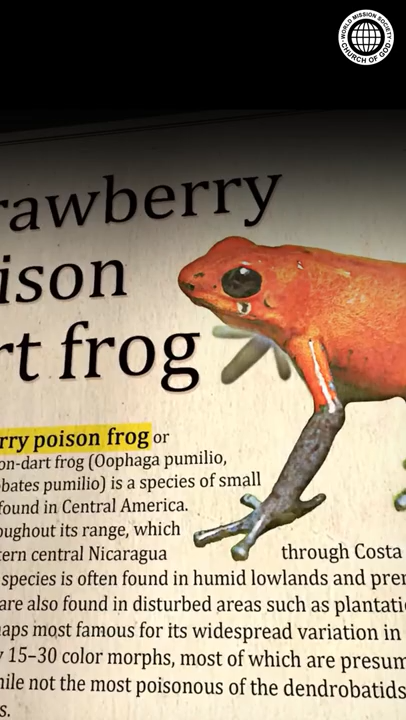 WORLD MISSION SOCIETY
CHURCH OF GOD
rawberry
ison
rt frog
rry poison frog or
on-dart frog (Oophaga pumilio,
bates pumilio) is a species of small
found in Central America.
oughout its range, which
tern central Nicaragua through Costa
species is often found in humid lowlands and prem
are also found in disturbed areas such as plantati
aps most famous for its widespread variation in
15–30 color morphs, most of which are presum
ile not the most poisonous of the dendrobatids
s.